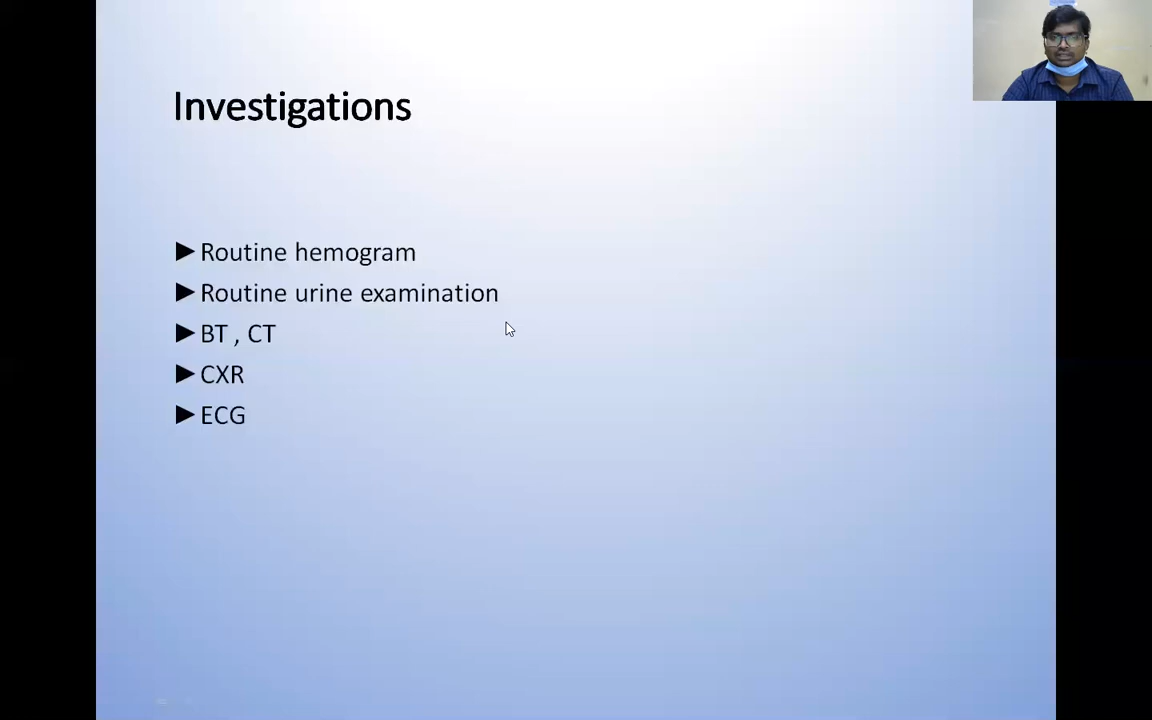 Investigations
►Routine hemogram
►Routine urine examination
►BT , CT
►CXR
►ECG